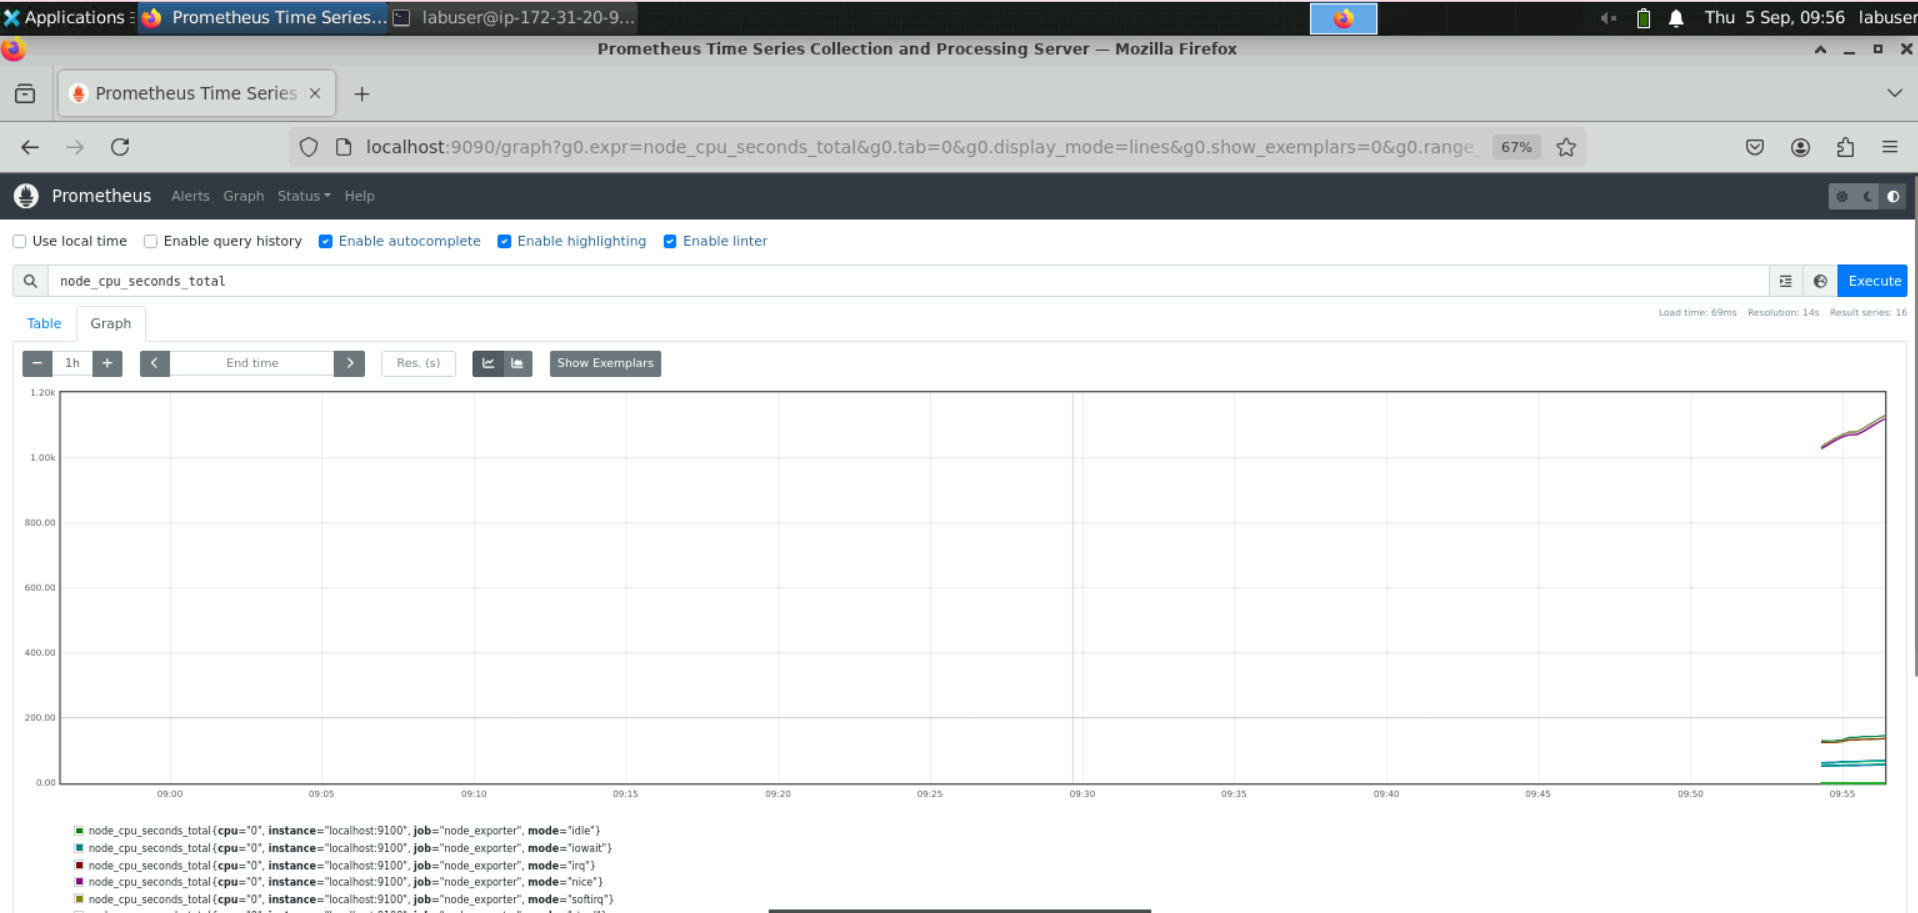 Applications
Prometheus Time Series...
labuser@ip-172-31-20-9...
Thu 5 Sep, 09:56 labuser
Prometheus Time Series Collection and Processing Server — Mozilla Firefox
Prometheus Time Series
localhost:9090/graph?g0.expr=node_cpu_seconds_total&g0.tab=0&g0.display_mode=lines&g0.show_exemplars=0&g0.range_
67%
Prometheus Alerts Graph Status Help
Use local time Enable query history Enable autocomplete Enable highlighting Enable linter
node_cpu_seconds_total
Execute
Table Graph
Load time: 69ms Resolution: 14s Result series: 16
− 1h + End time Res. (s) Show Exemplars
1.20k
1.00k
800.00
600.00
400.00
200.00
0.00
09:00 09:05 09:10 09:15 09:20 09:25 09:30 09:35 09:40 09:45 09:50 09:55
node_cpu_seconds_total{cpu="0", instance="localhost:9100", job="node_exporter", mode="idle"}
node_cpu_seconds_total{cpu="0", instance="localhost:9100", job="node_exporter", mode="iowait"}
node_cpu_seconds_total{cpu="0", instance="localhost:9100", job="node_exporter", mode="irq"}
node_cpu_seconds_total{cpu="0", instance="localhost:9100", job="node_exporter", mode="nice"}
node_cpu_seconds_total{cpu="0", instance="localhost:9100", job="node_exporter", mode="softirq"}